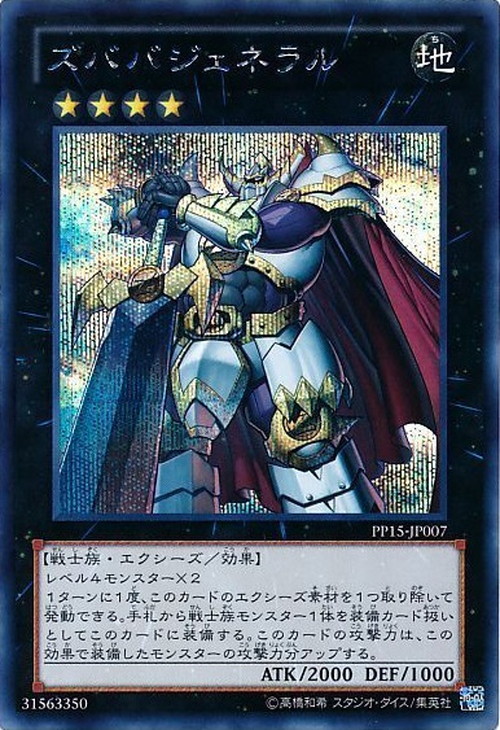 ズババジェネラル
地
PP15-JP007
【戦士族・エクシーズ/効果】
レベル4モンスター×2
1ターンに1度、このカードのエクシーズ素材を1つ取り除いて
発動できる。手札から戦士族モンスター1体を装備カード扱い
としてこのカードに装備する。このカードの攻撃力は、この
効果で装備したモンスターの攻撃力分アップする。
ATK/2000 DEF/1000
31563350
©高橋和希 スタジオ・ダイス/集英社